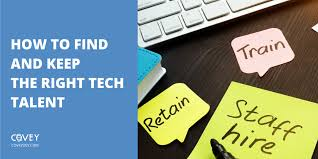 HOW TO FIND
AND KEEP
THE RIGHT TECH
TALENT
COVEY
Train
Retain
Staff
hire